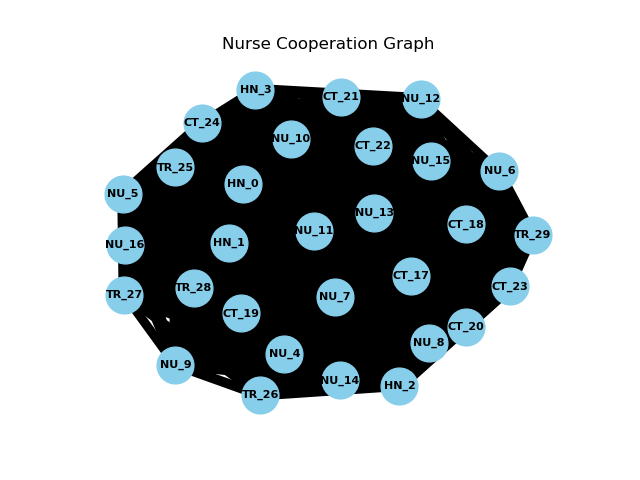 Nurse Cooperation Graph
HN_3
CT_21
NU_12
CT_24
NU_10
CT_22
NU_15
TR_25
NU_6
HN_0
NU_5
NU_13
CT_18
NU_11
TR_29
HN_1
NU_16
CT_17
CT_23
TR_28
TR_27
NU_7
CT_19
CT_20
NU_8
NU_4
NU_9
NU_14
HN_2
TR_26